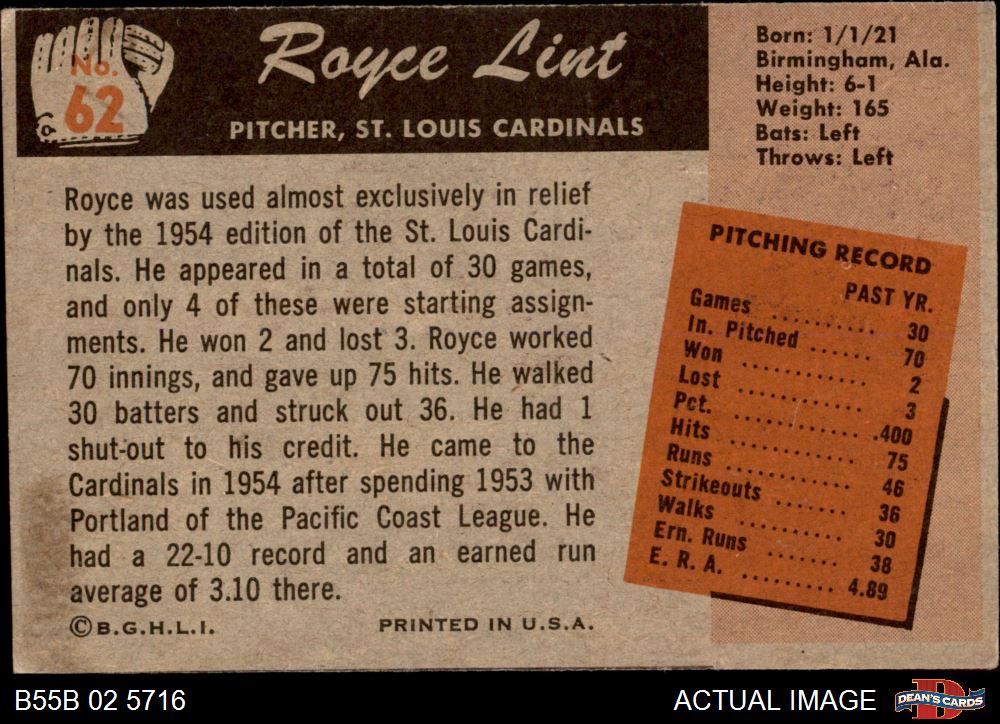 No.
62
Royce Lint
PITCHER, ST. LOUIS CARDINALS
Born: 1/1/21
Birmingham, Ala.
Height: 6-1
Weight: 165
Bats: Left
Throws: Left
Royce was used almost exclusively in relief
by the 1954 edition of the St. Louis Cardi-
nals. He appeared in a total of 30 games,
and only 4 of these were starting assign-
ments. He won 2 and lost 3. Royce worked
70 innings, and gave up 75 hits. He walked
30 batters and struck out 36. He had 1
shut-out to his credit. He came to the
Cardinals in 1954 after spending 1953 with
Portland of the Pacific Coast League. He
had a 22-10 record and an earned run
average of 3.10 there.
©B.G.H.L.I. PRINTED IN U.S.A.
PITCHING RECORD
PAST YR.
Games .......... 30
In. Pitched ...... 70
Won ............ 2
Lost ............ 3
Pct. ............ .400
Hits ............ 75
Runs .......... 46
Strikeouts ....... 36
Walks .......... 30
Ern. Runs ....... 38
E. R. A. ......... 4.89
B55B 02 5716
ACTUAL IMAGE
D
DEAN'S CARDS